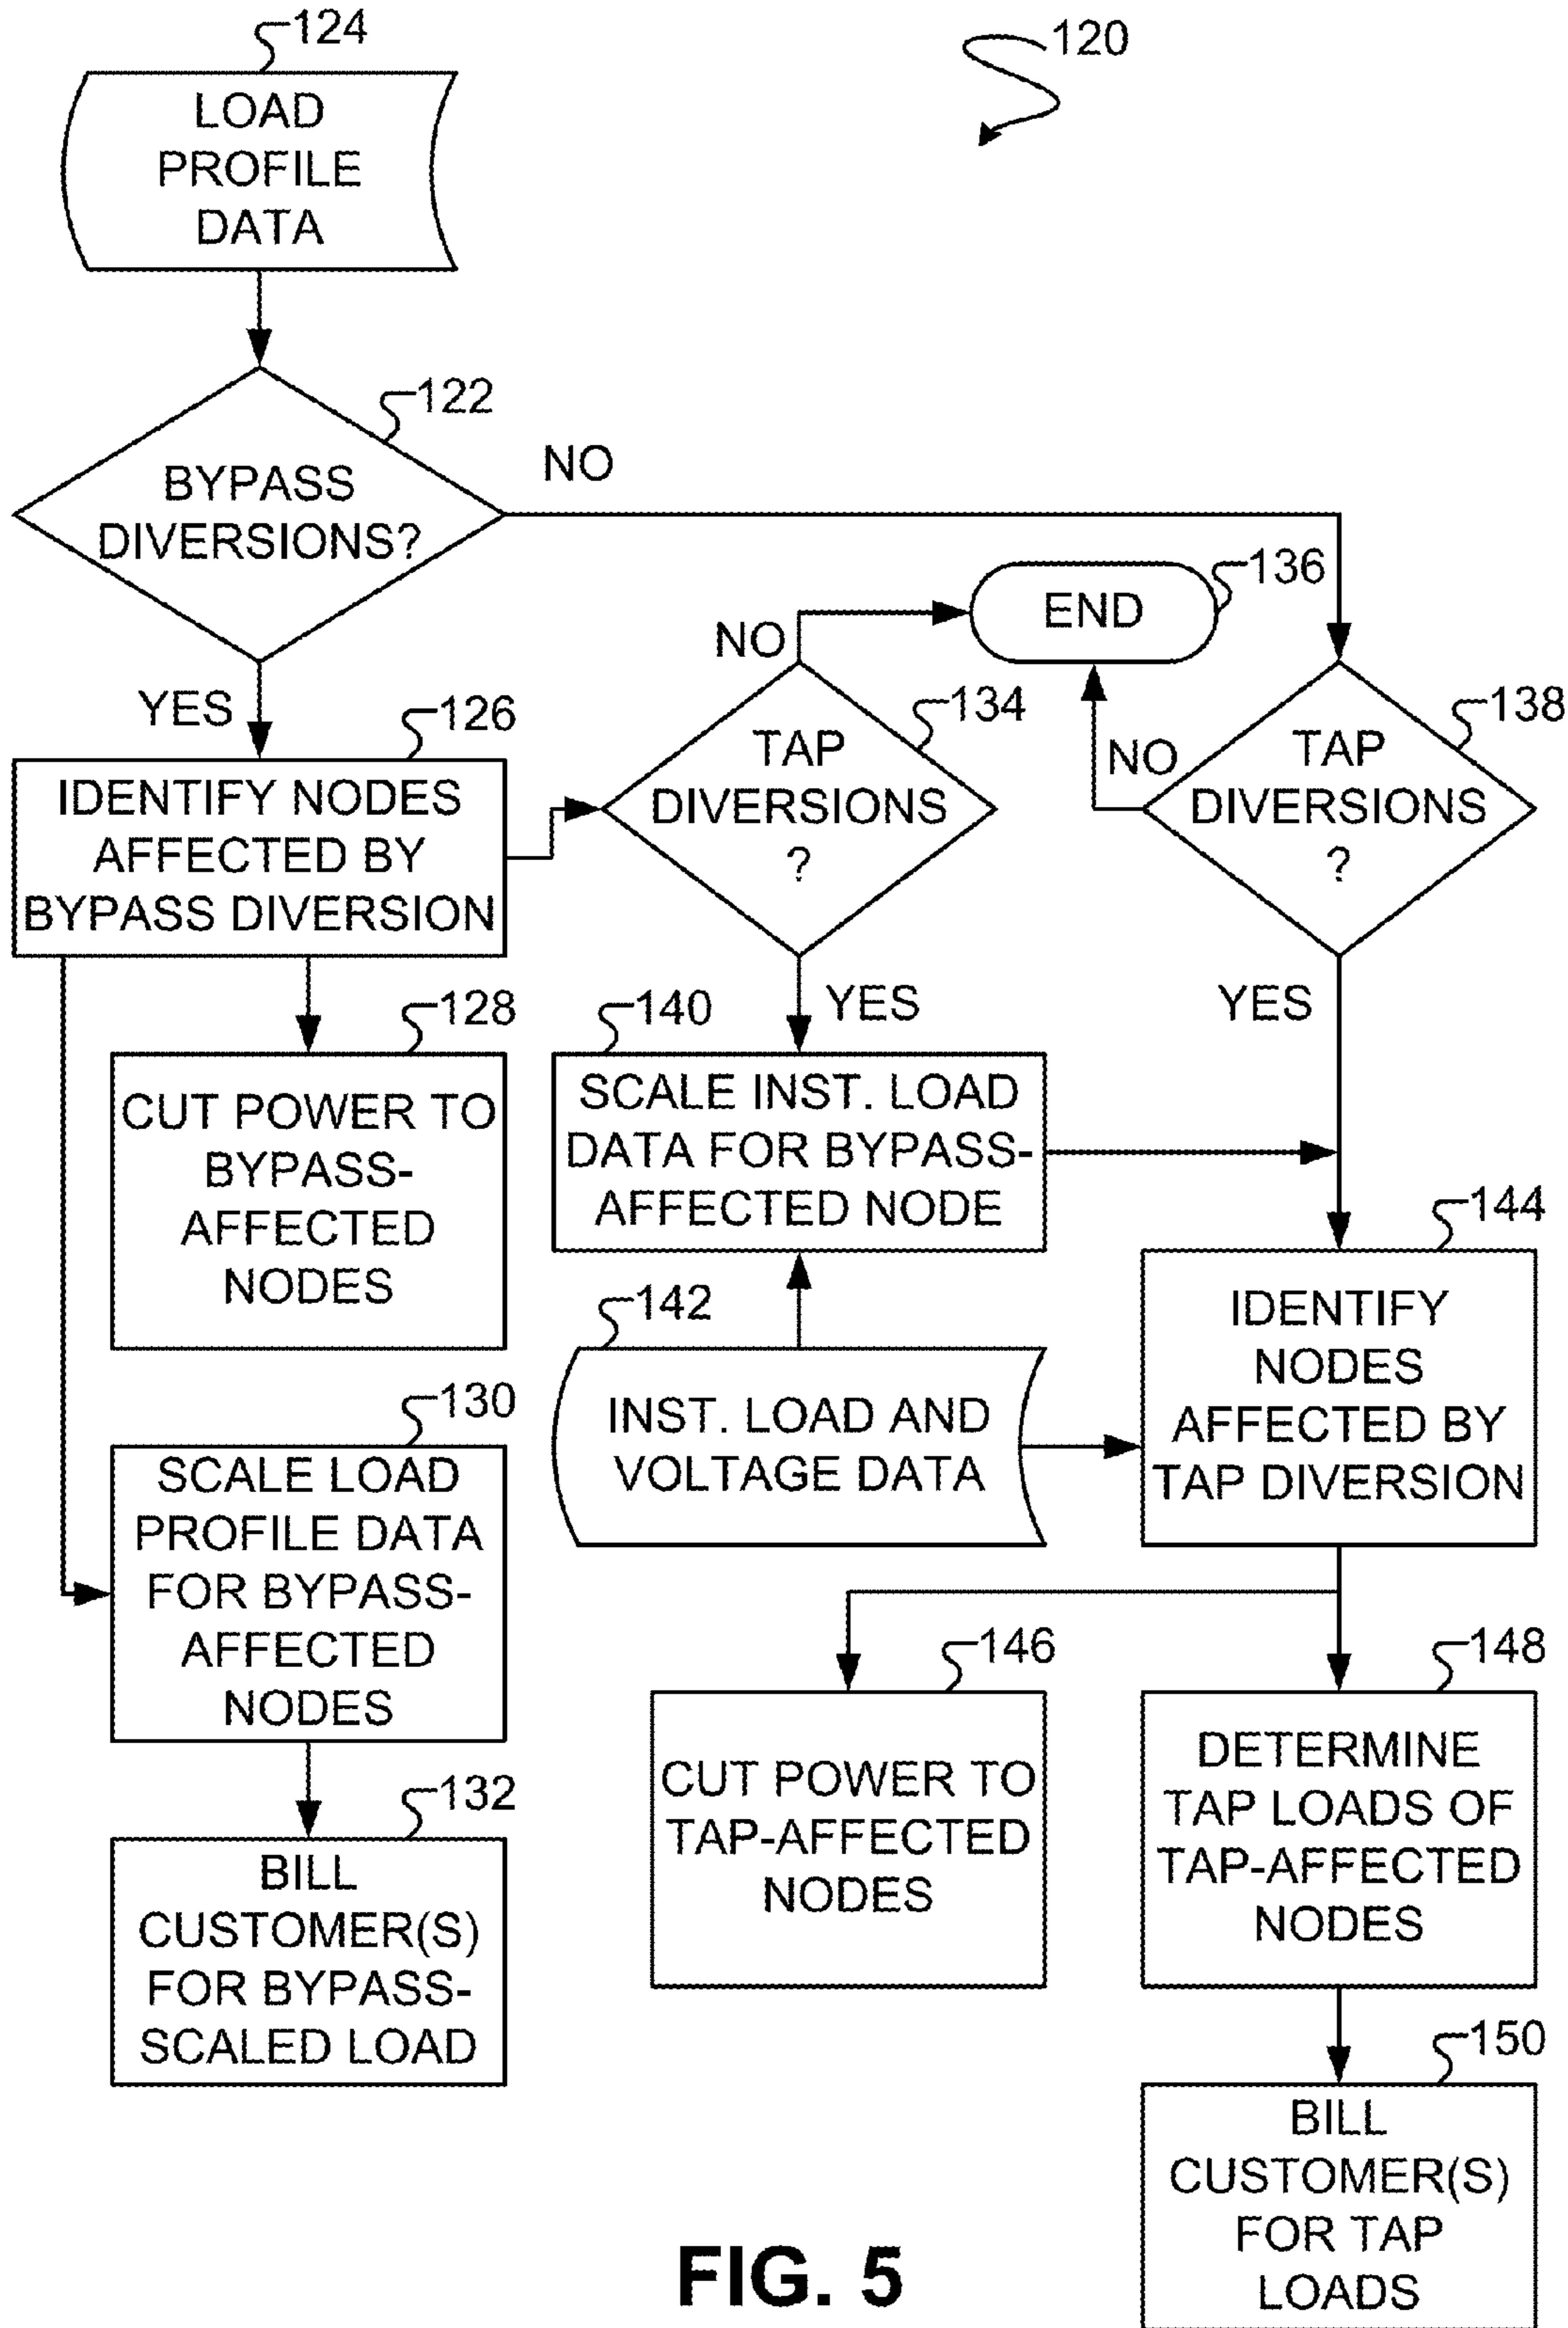 124
120
LOAD
PROFILE
DATA
122
BYPASS
DIVERSIONS?
NO
136
END
NO
YES
126
IDENTIFY NODES
AFFECTED BY
BYPASS DIVERSION
134
TAP
DIVERSIONS
?
138
NO
TAP
DIVERSIONS
?
YES
YES
128
CUT POWER TO
BYPASS-
AFFECTED
NODES
140
SCALE INST. LOAD
DATA FOR BYPASS-
AFFECTED NODE
142
INST. LOAD AND
VOLTAGE DATA
144
IDENTIFY
NODES
AFFECTED BY
TAP DIVERSION
130
SCALE LOAD
PROFILE DATA
FOR BYPASS-
AFFECTED
NODES
132
BILL
CUSTOMER(S)
FOR BYPASS-
SCALED LOAD
146
CUT POWER TO
TAP-AFFECTED
NODES
148
DETERMINE
TAP LOADS OF
TAP-AFFECTED
NODES
150
BILL
CUSTOMER(S)
FOR TAP
LOADS
FIG. 5